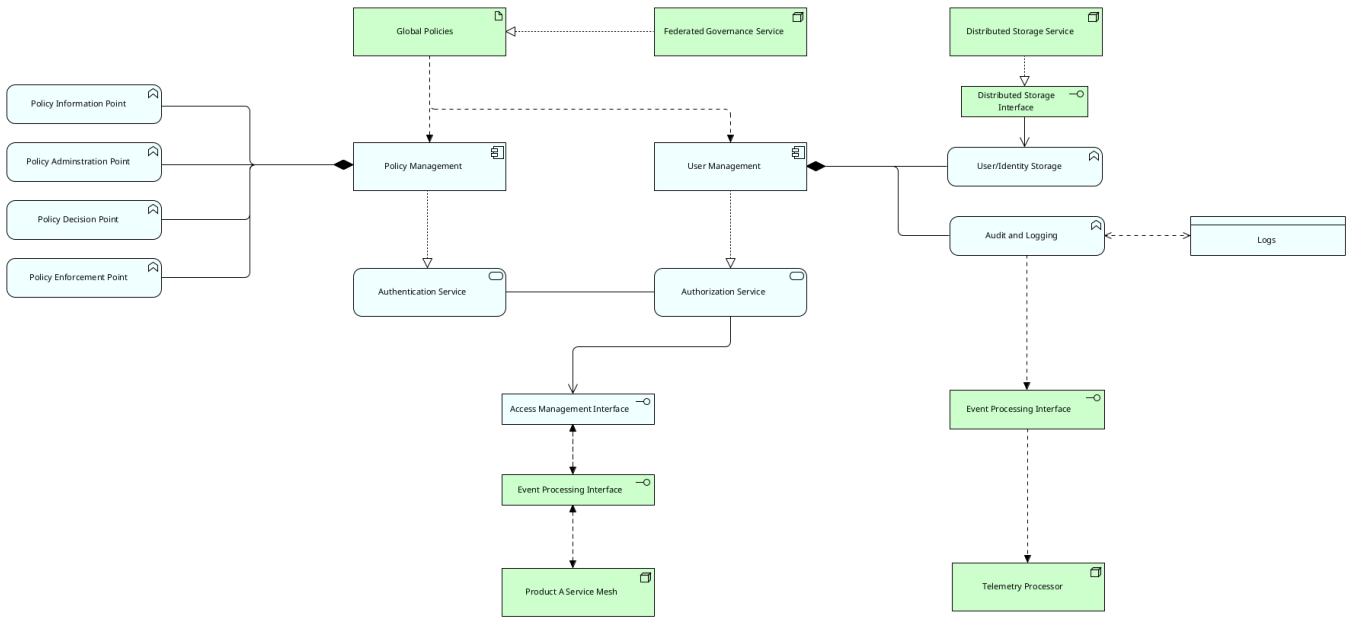 Global Policies
Federated Governance Service
Distributed Storage Service
Policy Information Point
Distributed Storage
Interface
Policy Adminstration Point
Policy Management
User Management
User/Identity Storage
Policy Decision Point
Audit and Logging
Logs
Policy Enforcement Point
Authentication Service
Authorization Service
Access Management Interface
Event Processing Interface
Event Processing Interface
Product A Service Mesh
Telemetry Processor